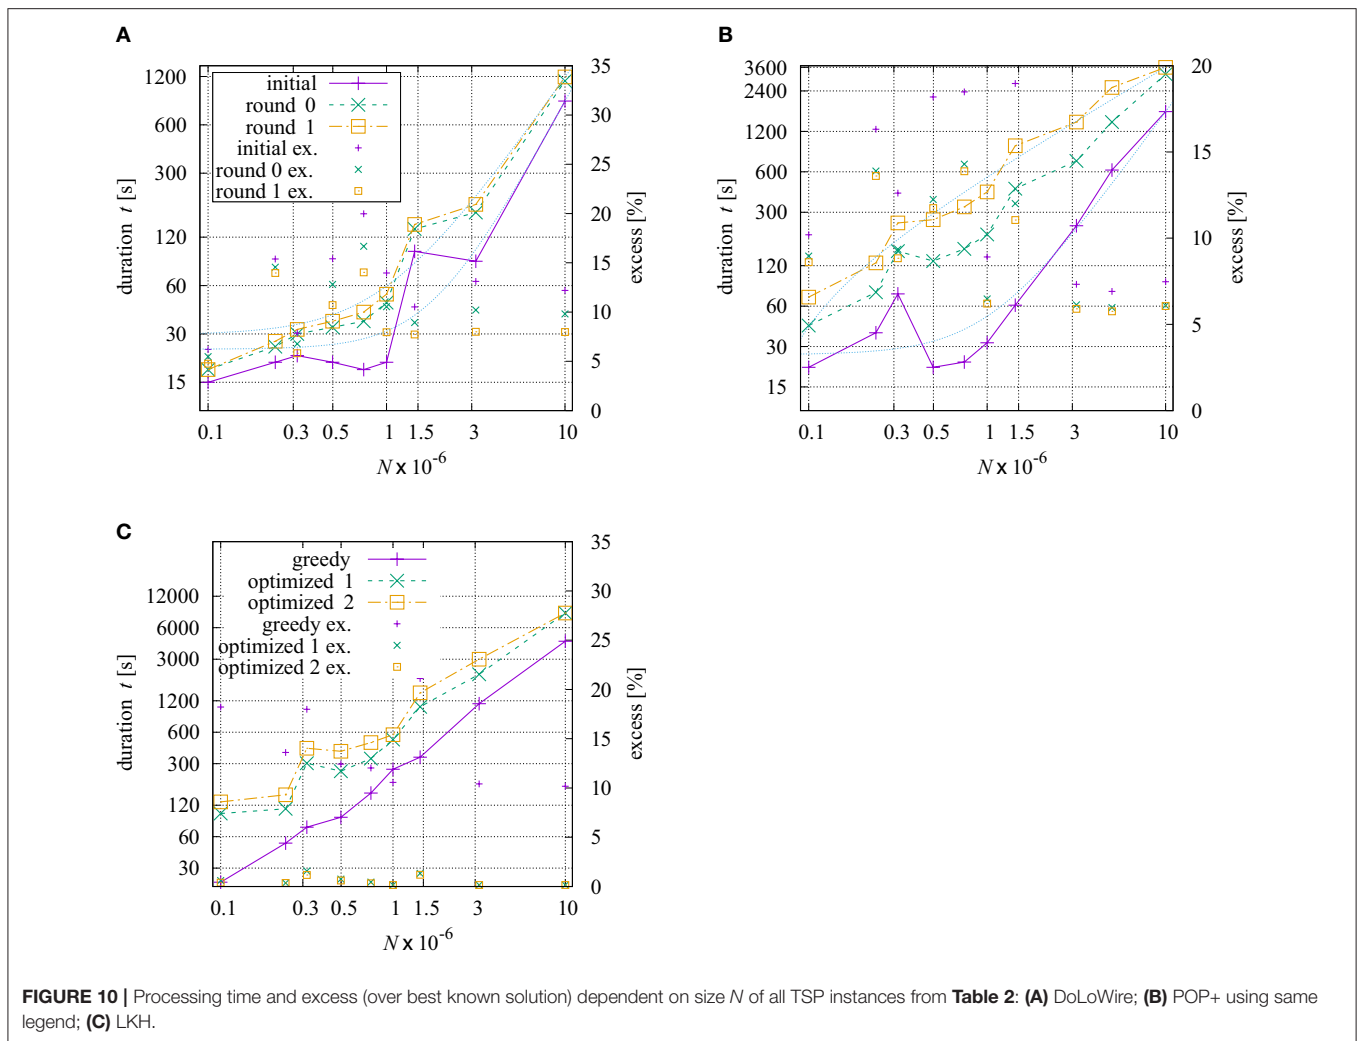 A
1200
600
300
120
60
30
15
duration t [s]
initial
round 0
round 1
initial ex.
round 0 ex.
round 1 ex.
35
30
25
20
15
10
5
0
excess [%]
0.1 0.3 0.5 1 1.5 3 10
N x 10-6
B
3600
2400
1200
600
300
120
60
30
15
duration t [s]
20
15
10
5
0
excess [%]
0.1 0.3 0.5 1 1.5 3 10
N x 10-6
C
12000
6000
3000
1200
600
300
120
60
30
duration t [s]
greedy
optimized 1
optimized 2
greedy ex.
optimized 1 ex.
optimized 2 ex.
35
30
25
20
15
10
5
0
excess [%]
0.1 0.3 0.5 1 1.5 3 10
N x 10-6
FIGURE 10 | Processing time and excess (over best known solution) dependent on size N of all TSP instances from Table 2: (A) DoLoWire; (B) POP+ using same
legend; (C) LKH.